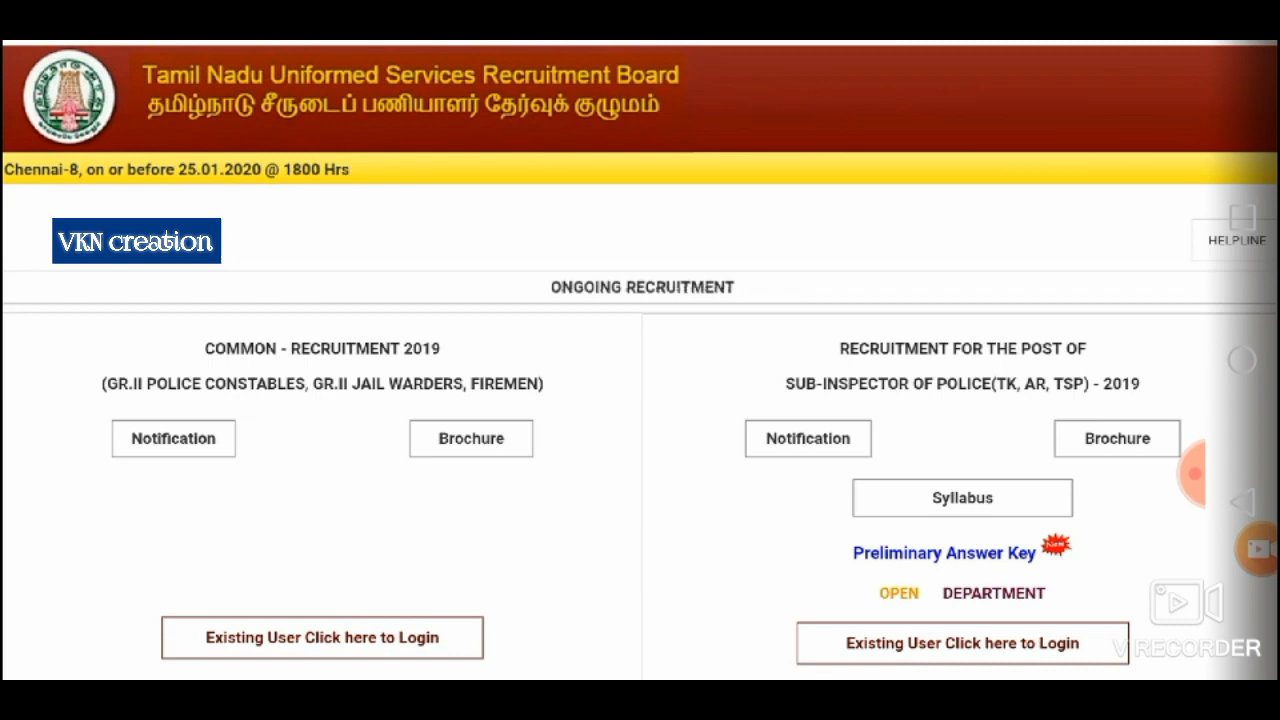 Tamil Nadu Uniformed Services Recruitment Board
தமிழ்நாடு சீருடைப் பணியாளர் தேர்வுக் குழுமம்
Chennai-8, on or before 25.01.2020 @ 1800 Hrs
VKN creation
HELPLINE
ONGOING RECRUITMENT
COMMON - RECRUITMENT 2019
(GR.II POLICE CONSTABLES, GR.II JAIL WARDERS, FIREMEN)
Notification Brochure
Existing User Click here to Login
RECRUITMENT FOR THE POST OF
SUB-INSPECTOR OF POLICE(TK, AR, TSP) - 2019
Notification Brochure
Syllabus
Preliminary Answer Key New
OPEN DEPARTMENT
Existing User Click here to Login
V RECORDER